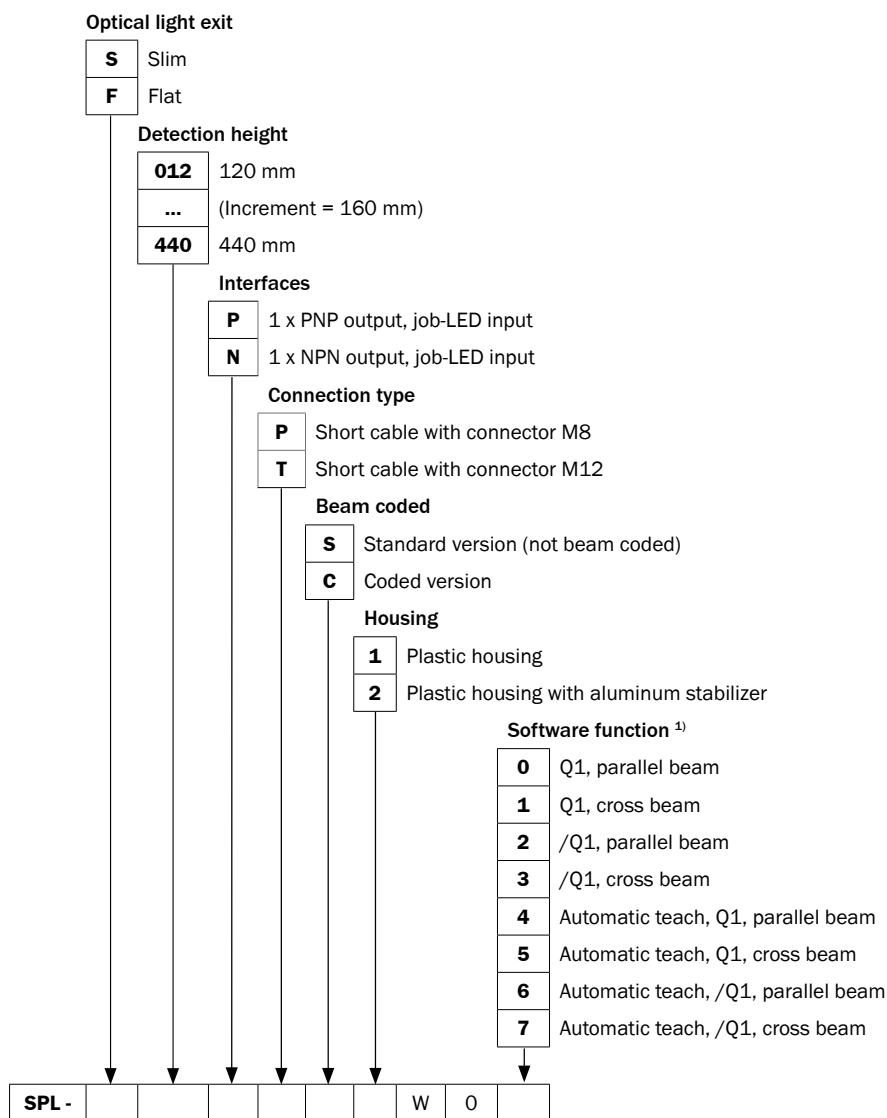 Optical light exit
S Slim
F Flat
Detection height
012 120 mm
... (Increment = 160 mm)
440 440 mm
Interfaces
P 1 x PNP output, job-LED input
N 1 x NPN output, job-LED input
Connection type
P Short cable with connector M8
T Short cable with connector M12
Beam coded
S Standard version (not beam coded)
C Coded version
Housing
1 Plastic housing
2 Plastic housing with aluminum stabilizer
Software function 1)
0 Q1, parallel beam
1 Q1, cross beam
2 /Q1, parallel beam
3 /Q1, cross beam
4 Automatic teach, Q1, parallel beam
5 Automatic teach, Q1, cross beam
6 Automatic teach, /Q1, parallel beam
7 Automatic teach, /Q1, cross beam
SPL - W 0